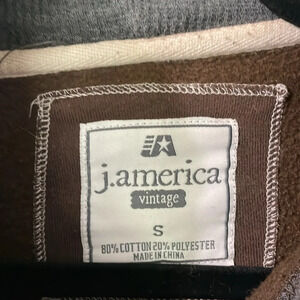 j.america
vintage
S
80% COTTON 20% POLYESTER
MADE IN CHINA